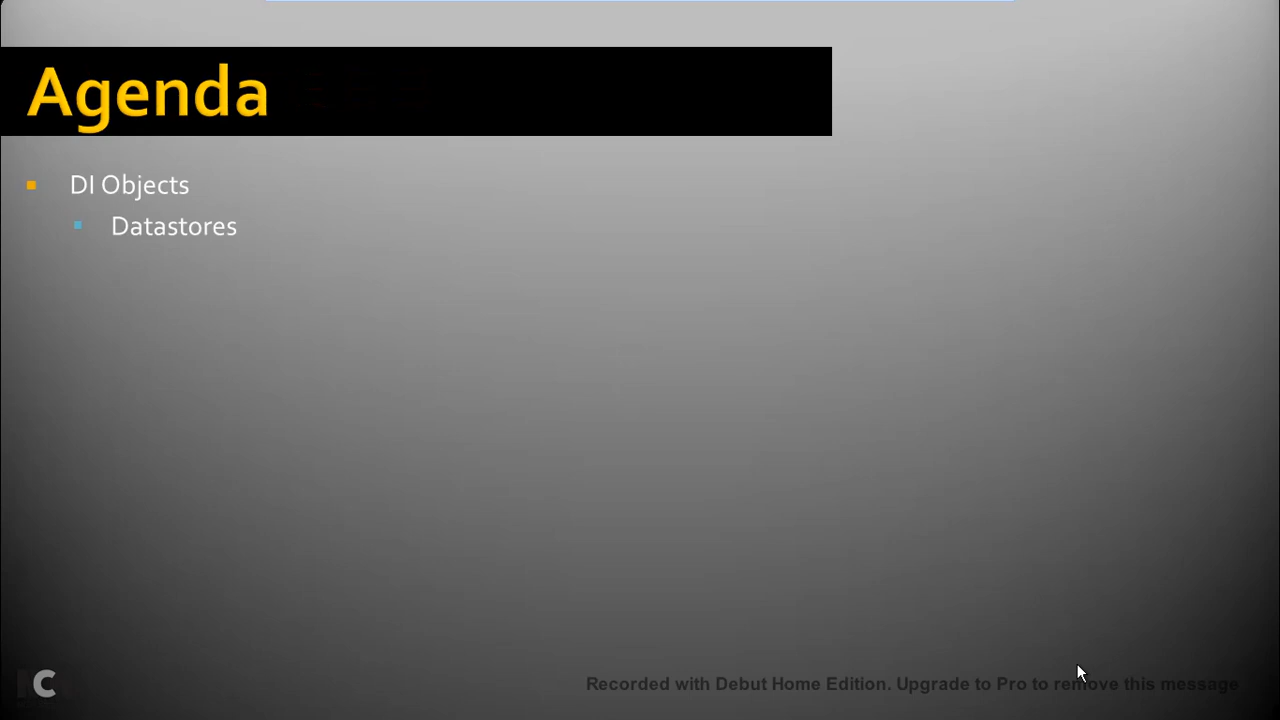 Agenda
DI Objects
Datastores
C
Recorded with Debut Home Edition. Upgrade to Pro to remove this message